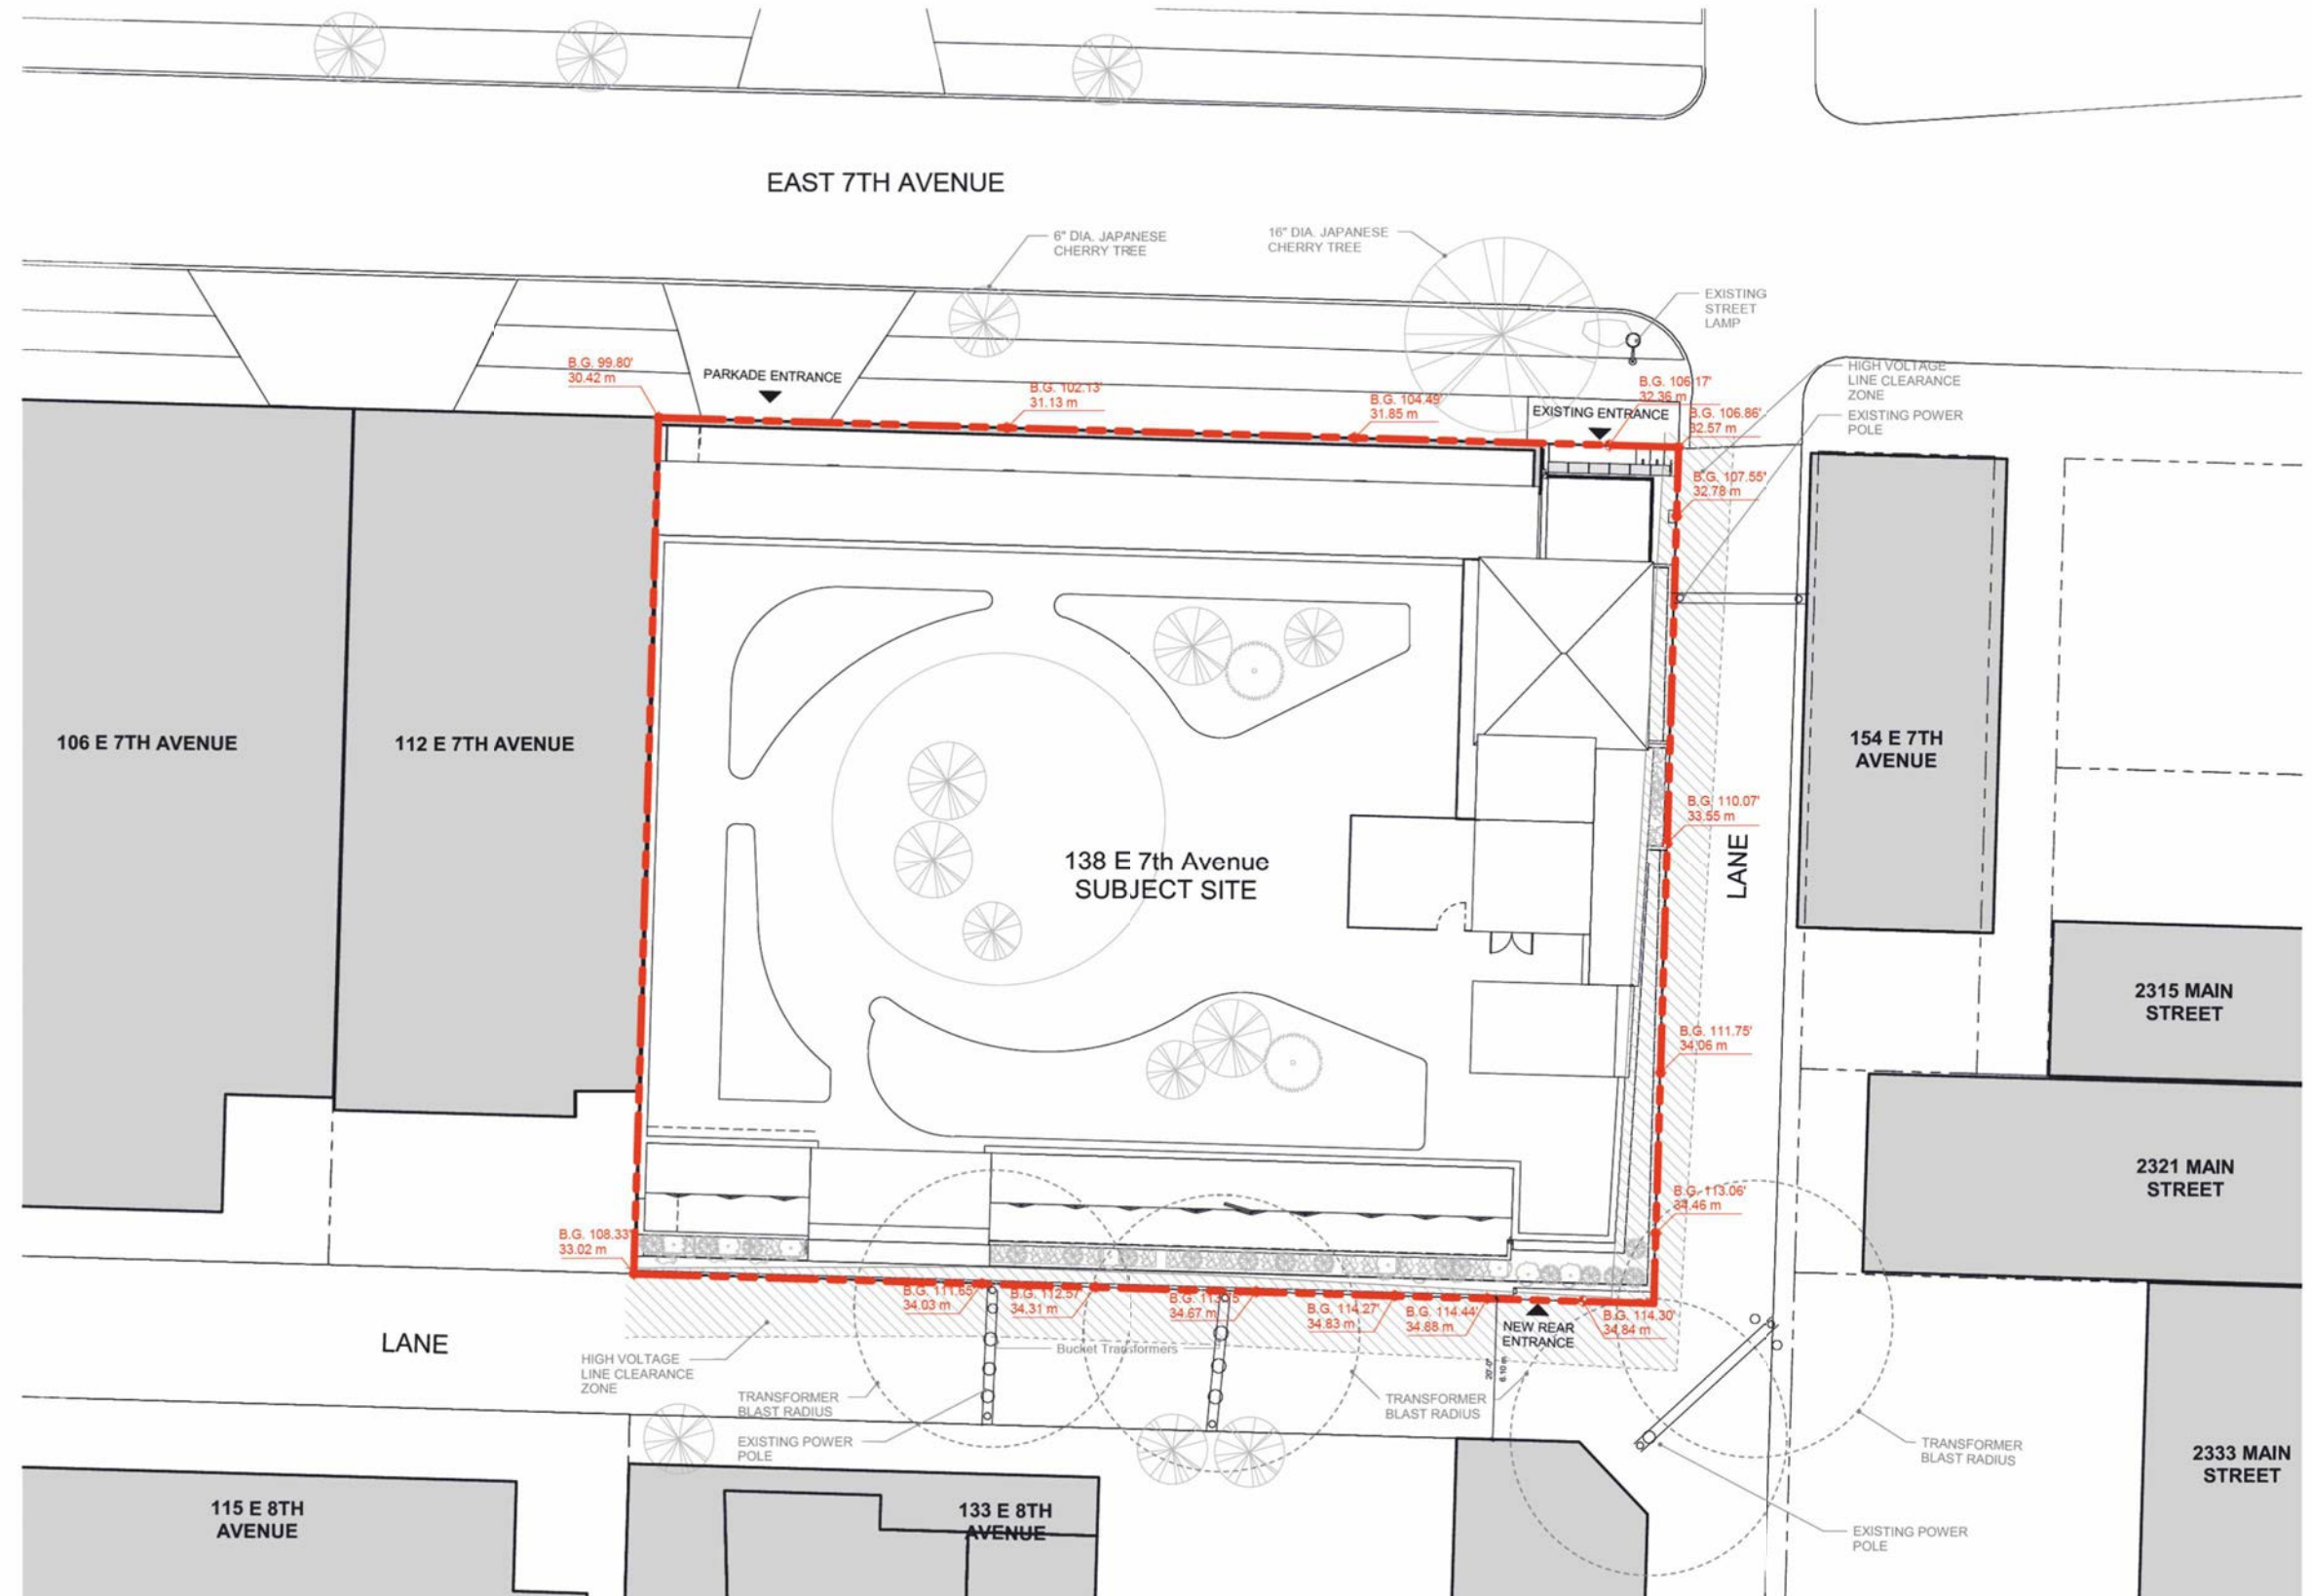 EAST 7TH AVENUE
6" DIA. JAPANESE
CHERRY TREE
16" DIA. JAPANESE
CHERRY TREE
EXISTING
STREET
LAMP
B.G. 99.80'
30.42 m
PARKADE ENTRANCE
B.G. 102.13'
31.13 m
B.G. 104.49'
31.85 m
B.G. 106.17'
32.36 m
EXISTING ENTRANCE
B.G. 106.86'
32.57 m
HIGH VOLTAGE
LINE CLEARANCE
ZONE
EXISTING POWER
POLE
B.G. 107.55'
32.78 m
106 E 7TH AVENUE
112 E 7TH AVENUE
154 E 7TH
AVENUE
B.G. 110.07'
33.55 m
138 E 7th Avenue
SUBJECT SITE
LANE
2315 MAIN
STREET
B.G. 111.75'
34.06 m
2321 MAIN
STREET
B.G. 113.06'
34.46 m
B.G. 108.33'
33.02 m
B.G. 111.65'
34.03 m
B.G. 112.57'
34.31 m
B.G.
34.67 m
B.G. 114.27'
34.83 m
B.G. 114.44'
34.88 m
NEW REAR
ENTRANCE
B.G. 114.30'
34.84 m
LANE
Bucket Transformers
HIGH VOLTAGE
LINE CLEARANCE
ZONE
20'-0"
6.10 m
TRANSFORMER
BLAST RADIUS
TRANSFORMER
BLAST RADIUS
EXISTING POWER
POLE
TRANSFORMER
BLAST RADIUS
2333 MAIN
STREET
115 E 8TH
AVENUE
133 E 8TH
AVENUE
EXISTING POWER
POLE